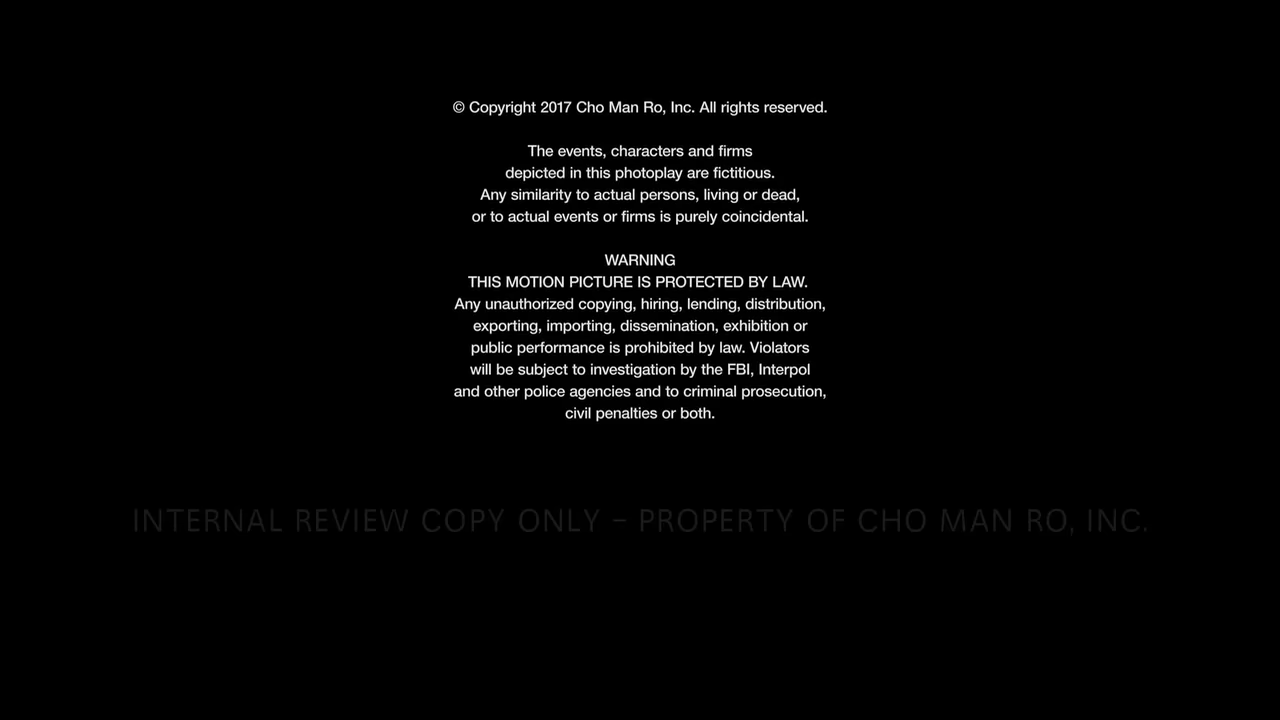 © Copyright 2017 Cho Man Ro, Inc. All rights reserved.
The events, characters and firms
depicted in this photoplay are fictitious.
Any similarity to actual persons, living or dead,
or to actual events or firms is purely coincidental.
WARNING
THIS MOTION PICTURE IS PROTECTED BY LAW.
Any unauthorized copying, hiring, lending, distribution,
exporting, importing, dissemination, exhibition or
public performance is prohibited by law. Violators
will be subject to investigation by the FBI, Interpol
and other police agencies and to criminal prosecution,
civil penalties or both.
INTERNAL REVIEW COPY ONLY – PROPERTY OF CHO MAN RO, INC.